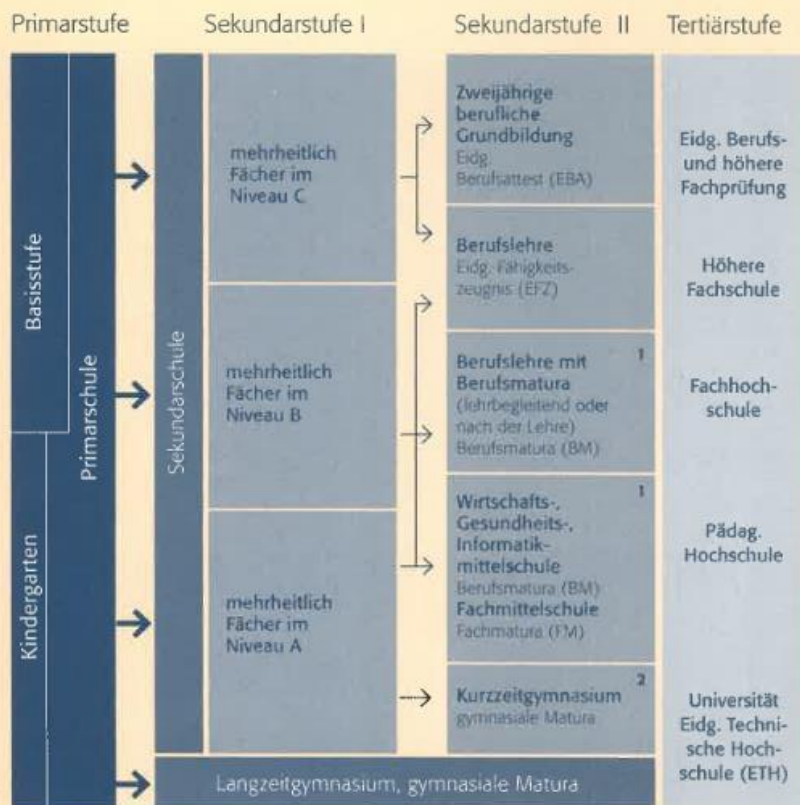 Primarstufe
Sekundarstufe I
Sekundarstufe II
Tertiärstufe
Basisstufe
Kindergarten
Primarschule
Sekundarschule
mehrheitlich
Fächer im
Niveau C
mehrheitlich
Fächer im
Niveau B
mehrheitlich
Fächer im
Niveau A
Zweijährige
berufliche
Grundbildung
Eidg.
Berufsattest (EBA)
Berufslehre
Eidg. Fähigkeits-
zeugnis (EFZ)
Berufslehre mit 1
Berufsmatura
(lehrbegleitend oder
nach der Lehre)
Berufsmatura (BM)
Wirtschafts-, 1
Gesundheits-,
Informatik-
mittelschule
Berufsmatura (BM)
Fachmittelschule
Fachmatura (FM)
Kurzzeitgymnasium 2
gymnasiale Matura
Langzeitgymnasium, gymnasiale Matura
Eidg. Berufs-
und höhere
Fachprüfung
Höhere
Fachschule
Fachhoch-
schule
Pädag.
Hochschule
Universität
Eidg. Techni-
sche Hoch-
schule (ETH)